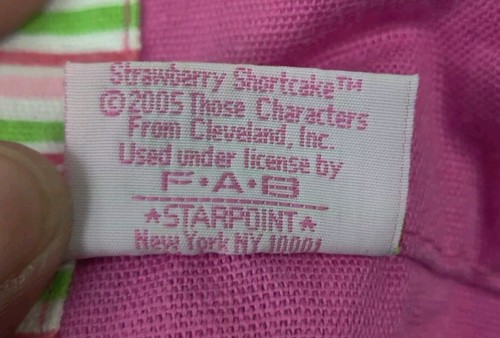 Strawberry Shortcake™
©2005 Those Characters
From Cleveland, Inc.
Used under license by
F•A•B
★STARPOINT★
New York NY 10001